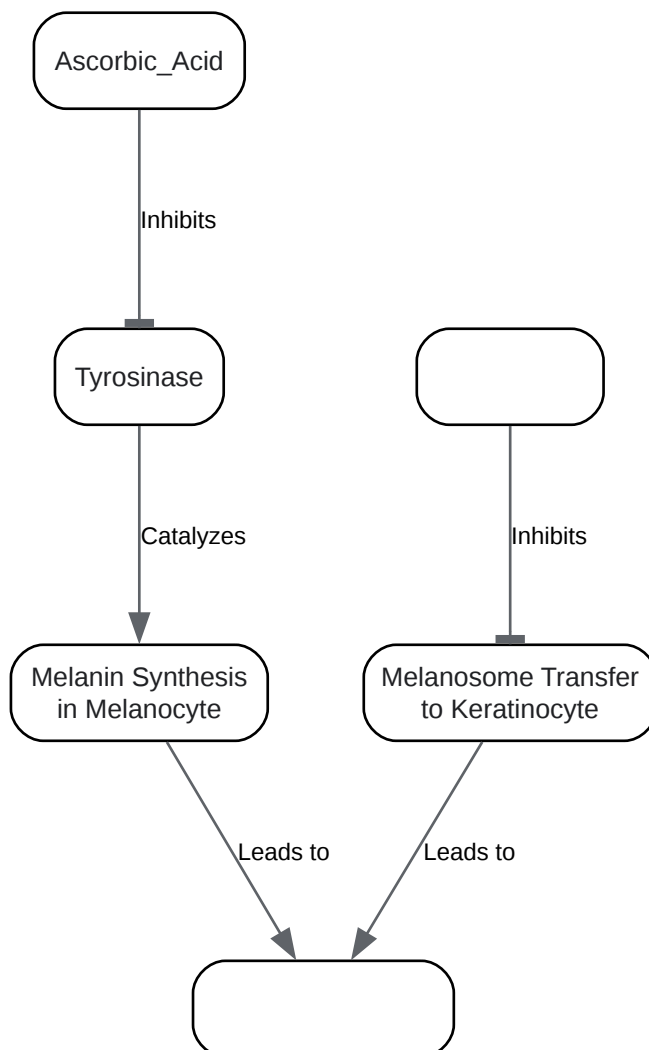 Ascorbic_Acid
Inhibits
Tyrosinase
Catalyzes
Inhibits
Melanin Synthesis
in Melanocyte
Melanosome Transfer
to Keratinocyte
Leads to
Leads to